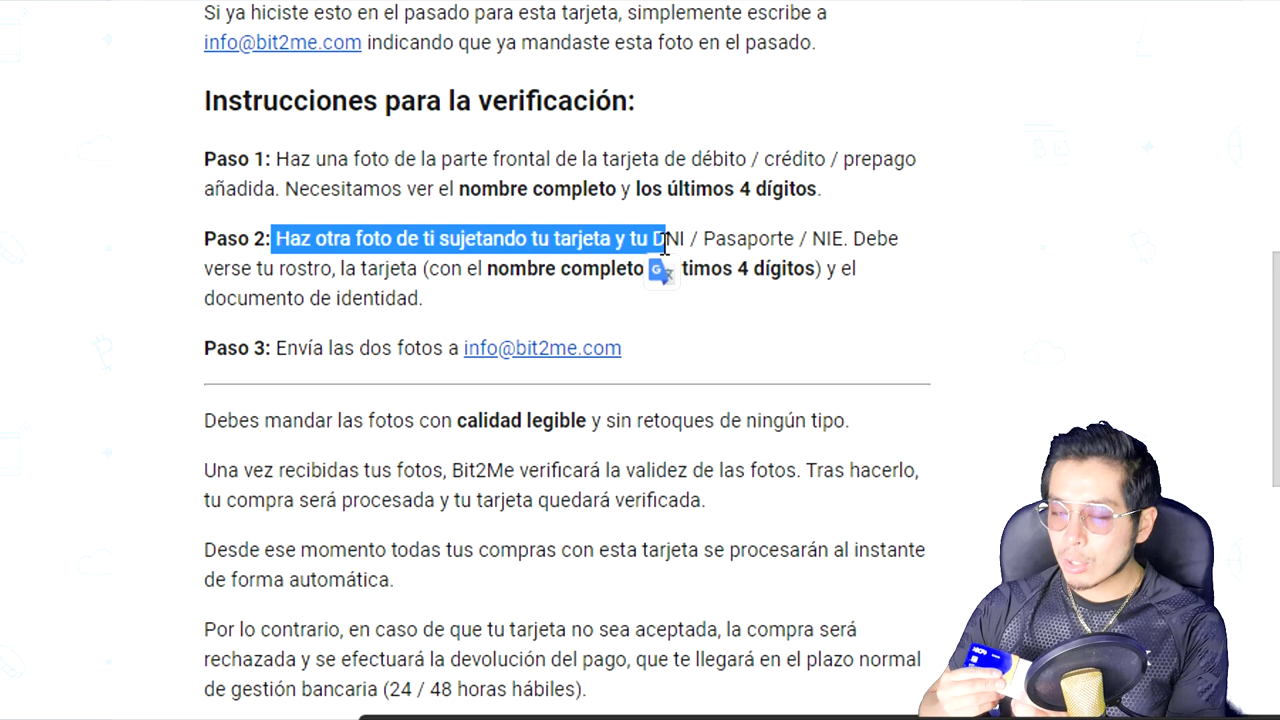 Si ya hiciste esto en el pasado para esta tarjeta, simplemente escribe a
info@bit2me.com indicando que ya mandaste esta foto en el pasado.
Instrucciones para la verificación:
Paso 1: Haz una foto de la parte frontal de la tarjeta de débito / crédito / prepago
añadida. Necesitamos ver el nombre completo y los últimos 4 dígitos.
Paso 2: Haz otra foto de ti sujetando tu tarjeta y tu DNI / Pasaporte / NIE. Debe
verse tu rostro, la tarjeta (con el nombre completo timos 4 dígitos) y el
documento de identidad.
Paso 3: Envía las dos fotos a info@bit2me.com
Debes mandar las fotos con calidad legible y sin retoques de ningún tipo.
Una vez recibidas tus fotos, Bit2Me verificará la validez de las fotos. Tras hacerlo,
tu compra será procesada y tu tarjeta quedará verificada.
Desde ese momento todas tus compras con esta tarjeta se procesarán al instante
de forma automática.
Por lo contrario, en caso de que tu tarjeta no sea aceptada, la compra será
rechazada y se efectuará la devolución del pago, que te llegará en el plazo normal
de gestión bancaria (24 / 48 horas hábiles).